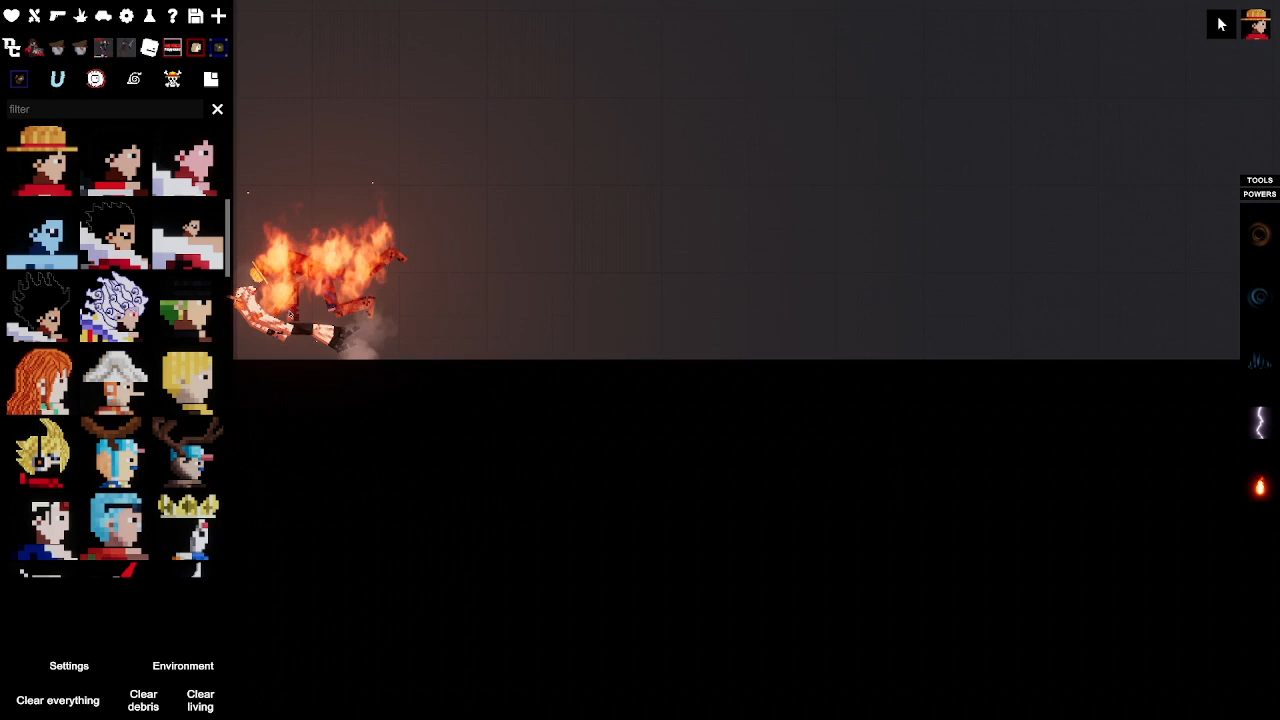 filter
TOOLS
POWERS
Settings
Environment
Clear everything
Clear debris
Clear living